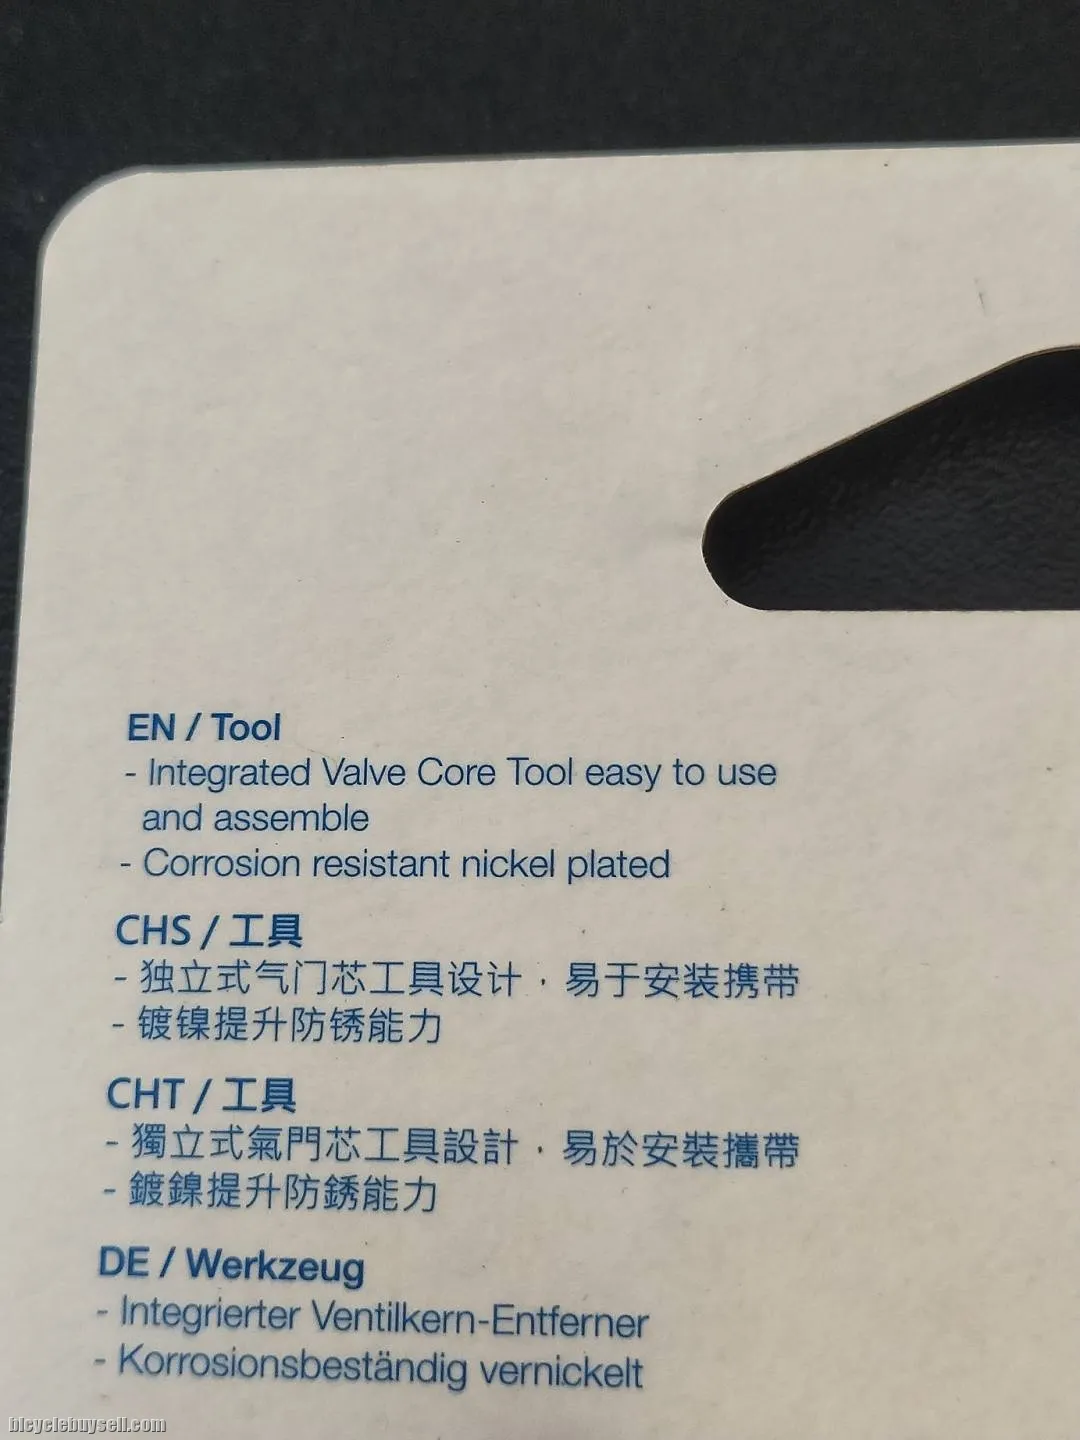 EN / Tool
- Integrated Valve Core Tool easy to use
and assemble
- Corrosion resistant nickel plated
CHS / 工具
- 独立式气门芯工具设计，易于安装携带
- 镀镍提升防锈能力
CHT / 工具
- 獨立式氣門芯工具設計，易於安裝攜帶
- 鍍鎳提升防銹能力
DE / Werkzeug
- Integrierter Ventilkern-Entferner
- Korrosionsbeständig vernickelt
bicyclebuysell.com